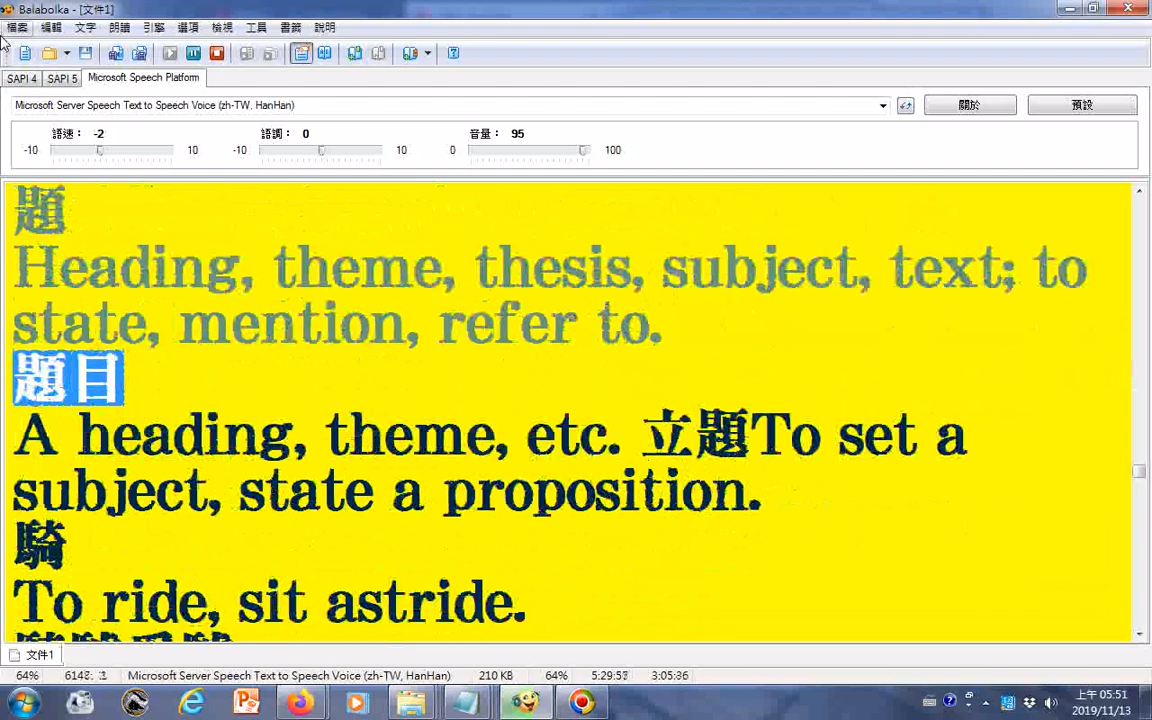 Balabolka - [文件1]
檔案 編輯 文字 朗讀 引擎 選項 檢視 工具 書籤 說明
SAPI 4 SAPI 5 Microsoft Speech Platform
Microsoft Server Speech Text to Speech Voice (zh-TW, HanHan) 關於 預設
語速： -2 語調： 0 音量： 95
-10 10 -10 10 0 100
題
Heading, theme, thesis, subject, text; to
state, mention, refer to.
題目
A heading, theme, etc. 立題To set a
subject, state a proposition.
騎
To ride, sit astride.
文件1
64% Microsoft Server Speech Text to Speech Voice (zh-TW, HanHan) 210 KB 64% 3:05:36
上午 05:51
2019/11/13